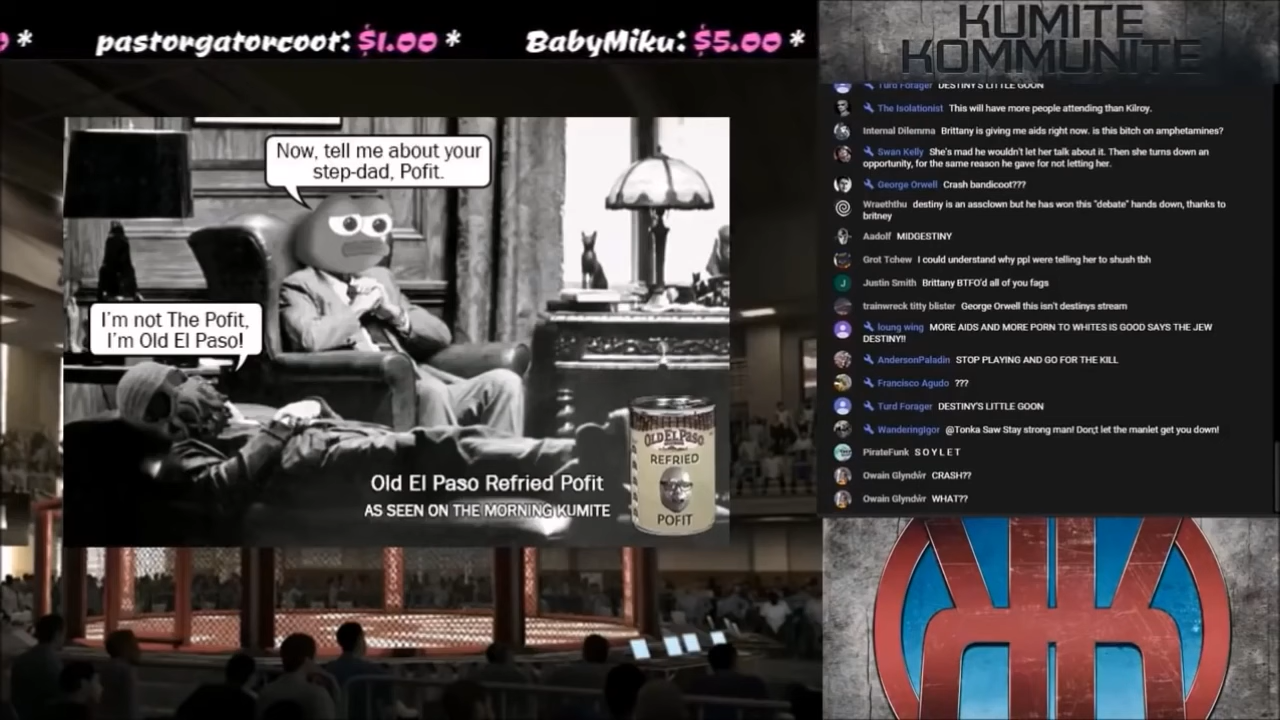 * pastorgatorcoot: $1.00 * BabyMiku: $5.00 *
KUMITE
KOMMUNITE
Now, tell me about your
step-dad, Pofit.
I'm not The Pofit,
I'm Old El Paso!
OLD EL PASO
REFRIED
POFIT
Old El Paso Refried Pofit
AS SEEN ON THE MORNING KUMITE
Turd Forager DESTINY'S LITTLE GOON
The Isolationist This will have more people attending than Kilroy.
Internal Dilemma Brittany is giving me aids right now. is this bitch on amphetamines?
Swan Kelly She's mad he wouldn't let her talk about it. Then she turns down an
opportunity, for the same reason he gave for not letting her.
George Orwell Crash bandicoot???
Wraeththu destiny is an assclown but he has won this "debate" hands down, thanks to
britney
Aadolf MIDGESTINY
Grot Tchew I could understand why ppl were telling her to shush tbh
J Justin Smith Brittany BTFO'd all of you fags
trainwreck titty blister George Orwell this isn't destinys stream
loung wing MORE AIDS AND MORE PORN TO WHITES IS GOOD SAYS THE JEW
DESTINY!!
AndersonPaladin STOP PLAYING AND GO FOR THE KILL
Francisco Agudo ???
Turd Forager DESTINY'S LITTLE GOON
WanderingIgor @Tonka Saw Stay strong man! Don;t let the manlet get you down!
PirateFunk S O Y L E T
Owain Glyndŵr CRASH??
Owain Glyndŵr WHAT??